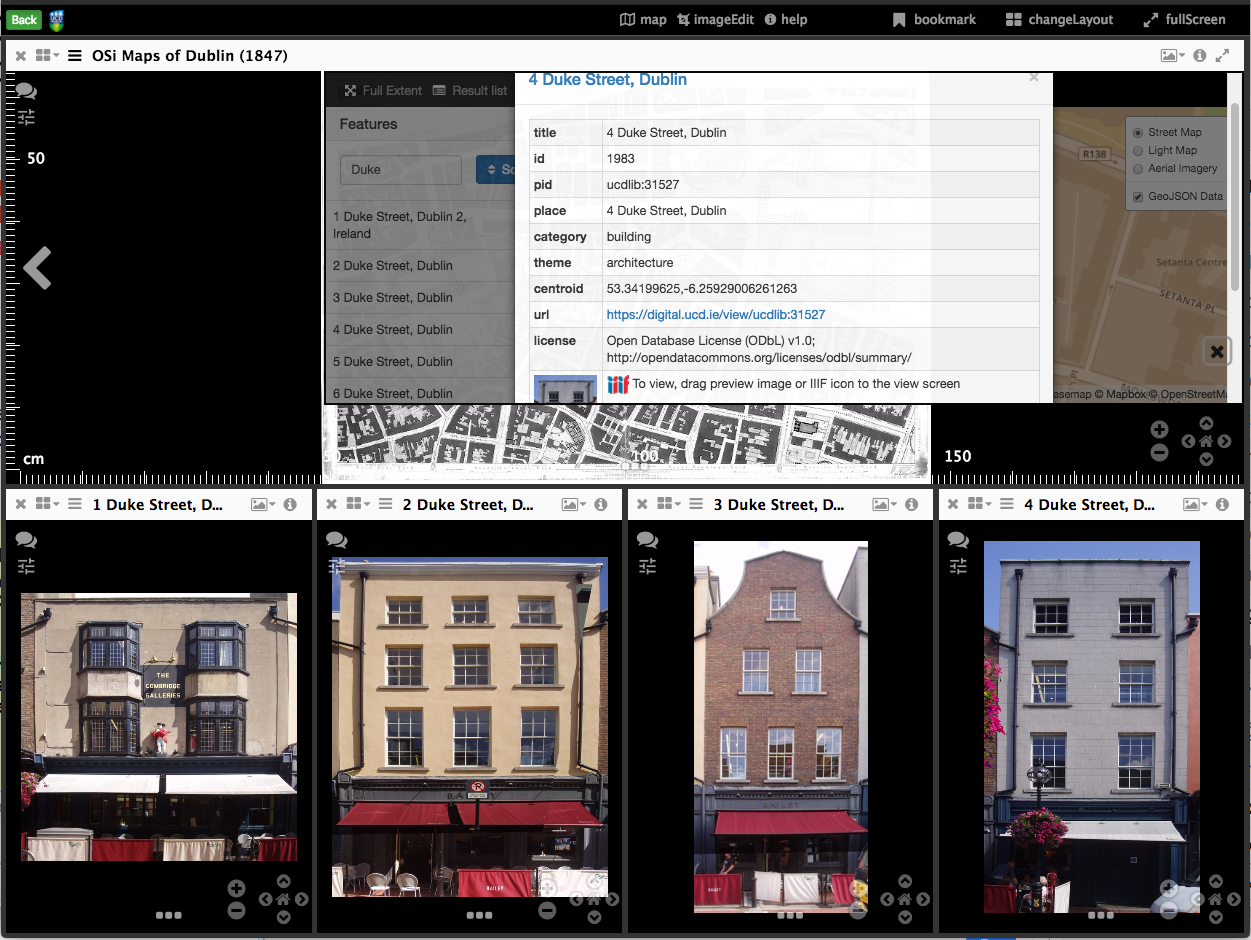 Back map imageEdit help bookmark changeLayout fullScreen
OSi Maps of Dublin (1847)
50
cm
Full Extent Result list
Features
Duke
So
1 Duke Street, Dublin 2,
Ireland
2 Duke Street, Dublin
3 Duke Street, Dublin
4 Duke Street, Dublin
5 Duke Street, Dublin
6 Duke Street, Dublin
4 Duke Street, Dublin
title 4 Duke Street, Dublin
id 1983
pid ucdlib:31527
place 4 Duke Street, Dublin
category building
theme architecture
centroid 53.34199625,-6.25929006261263
url https://digital.ucd.ie/view/ucdlib:31527
license Open Database License (ODbL) v1.0;
http://opendatacommons.org/licenses/odbl/summary/
iiif To view, drag preview image or IIIF icon to the view screen
R138
Street Map
Light Map
Aerial Imagery
GeoJSON Data
Setanta Centre
SETANTA PL
asemap © Mapbox © OpenStreetM
50 100 150
1 Duke Street, D... 2 Duke Street, D... 3 Duke Street, D... 4 Duke Street, D...
THE
COMBRIDGE
GALLERIES
BAILEY
BAILEY
BAILEY
BAILEY